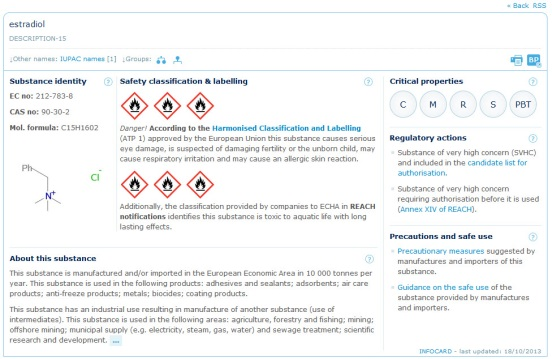 « Back RSS
estradiol
DESCRIPTION-15
↓Other names: IUPAC names [1] ↓Groups:
BP
Substance identity ?
EC no: 212-783-8
CAS no: 90-30-2
Mol. formula: C15H1602
Ph
N+
Cl-
Safety classification & labelling ?
Danger! According to the Harmonised Classification and Labelling
(ATP 1) approved by the European Union this substance causes serious
eye damage, is suspected of damaging fertility or the unborn child, may
cause respiratory irritation and may cause an allergic skin reaction.
Additionally, the classification provided by companies to ECHA in REACH
notifications identifies this substance is toxic to aquatic life with long
lasting effects.
About this substance ?
This substance is manufactured and/or imported in the European Economic Area in 10 000 tonnes per
year. This substance is used in the following products: adhesives and sealants; adsorbents; air care
products; anti-freeze products; metals; biocides; coating products.
This substance has an industrial use resulting in manufacture of another substance (use of
intermediates). This substance is used in the following areas: agriculture, forestry and fishing; mining;
offshore mining; municipal supply (e.g. electricity, steam, gas, water) and sewage treatment; scientific
research and development. ...
Critical properties ?
C M R S PBT
Regulatory actions ?
Substance of very high concern (SVHC)
and included in the candidate list for
authorisation.
Substance of very high concern
requiring authorisation before it is used
(Annex XIV of REACH).
Precautions and safe use ?
Precautionary measures suggested by
manufactures and importers of this
substance.
Guidance on the safe use of the
substance provided by manufactures
and importers.
INFOCARD - last updated: 18/10/2013